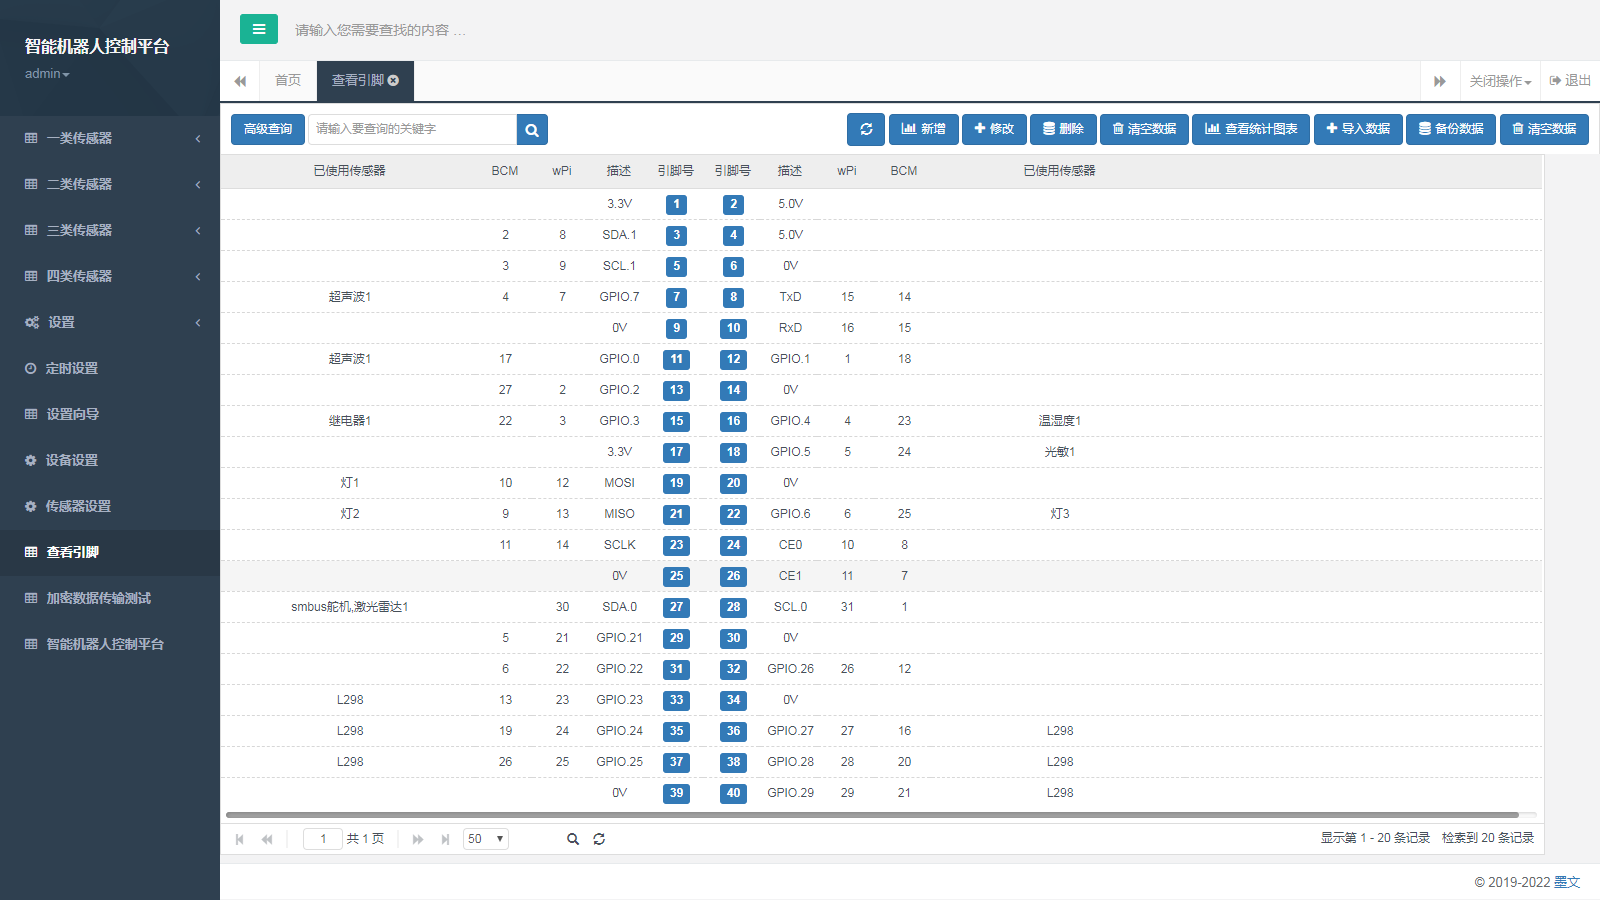 智能机器人控制平台
admin
一类传感器
二类传感器
三类传感器
四类传感器
设置
定时设置
设置向导
设备设置
传感器设置
查看引脚
加密数据传输测试
智能机器人控制平台
请输入您需要查找的内容 …
首页 查看引脚 关闭操作 退出
高级查询 请输入要查询的关键字 新增 修改 删除 清空数据 查看统计图表 导入数据 备份数据 清空数据
已使用传感器 BCM wPi 描述 引脚号 引脚号 描述 wPi BCM 已使用传感器
3.3V 1 2 5.0V
2 8 SDA.1 3 4 5.0V
3 9 SCL.1 5 6 0V
超声波1 4 7 GPIO.7 7 8 TxD 15 14
0V 9 10 RxD 16 15
超声波1 17 GPIO.0 11 12 GPIO.1 1 18
27 2 GPIO.2 13 14 0V
继电器1 22 3 GPIO.3 15 16 GPIO.4 4 23 温湿度1
3.3V 17 18 GPIO.5 5 24 光敏1
灯1 10 12 MOSI 19 20 0V
灯2 9 13 MISO 21 22 GPIO.6 6 25 灯3
11 14 SCLK 23 24 CE0 10 8
0V 25 26 CE1 11 7
smbus舵机,激光雷达1 30 SDA.0 27 28 SCL.0 31 1
5 21 GPIO.21 29 30 0V
6 22 GPIO.22 31 32 GPIO.26 26 12
L298 13 23 GPIO.23 33 34 0V
L298 19 24 GPIO.24 35 36 GPIO.27 27 16 L298
L298 26 25 GPIO.25 37 38 GPIO.28 28 20 L298
0V 39 40 GPIO.29 29 21 L298
1 共 1 页 50 显示第 1 - 20 条记录 检索到 20 条记录
© 2019-2022 墨文